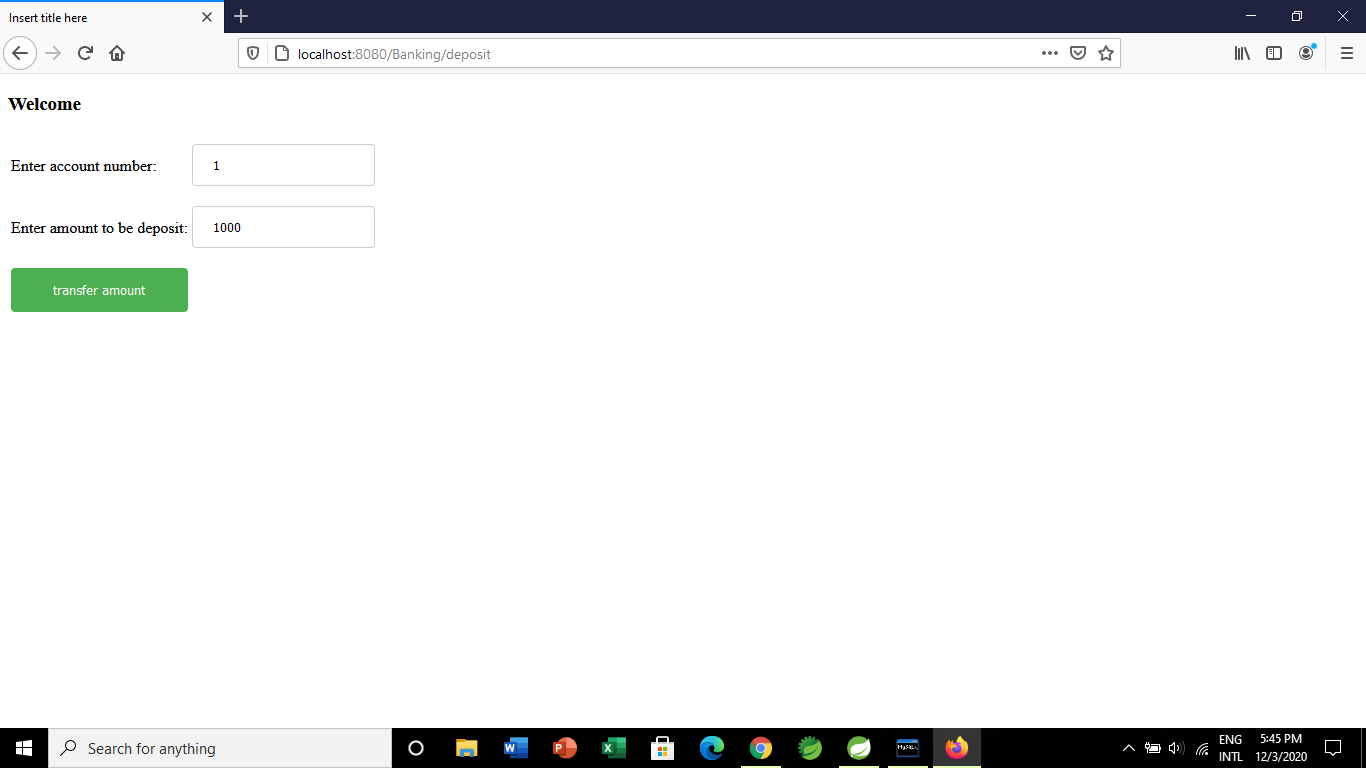 Insert title here
localhost:8080/Banking/deposit
Welcome
Enter account number:
1
Enter amount to be deposit:
1000
transfer amount
Search for anything
W
P
X
MySQL
ENG
INTL
5:45 PM
12/3/2020